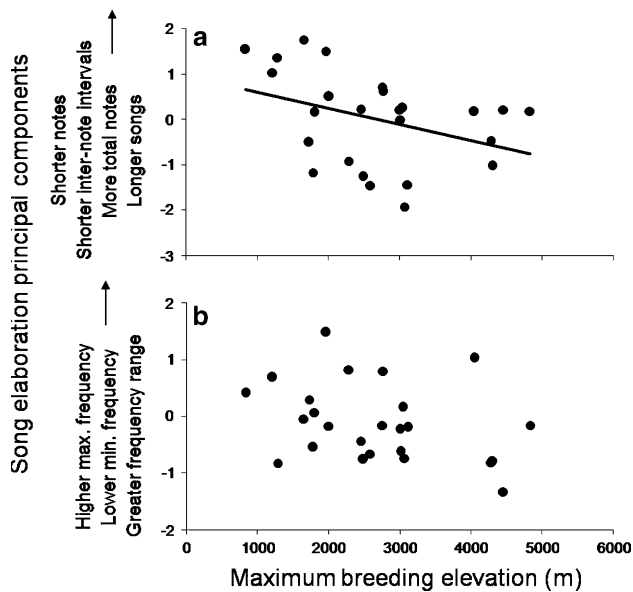 Song elaboration principal components
Shorter notes
Shorter inter-note intervals
More total notes
Longer songs
a
2
1
0
-1
-2
-3
Higher max. frequency
Lower min. frequency
Greater frequency range
b
2
1
0
-1
-2
0 1000 2000 3000 4000 5000 6000
Maximum breeding elevation (m)